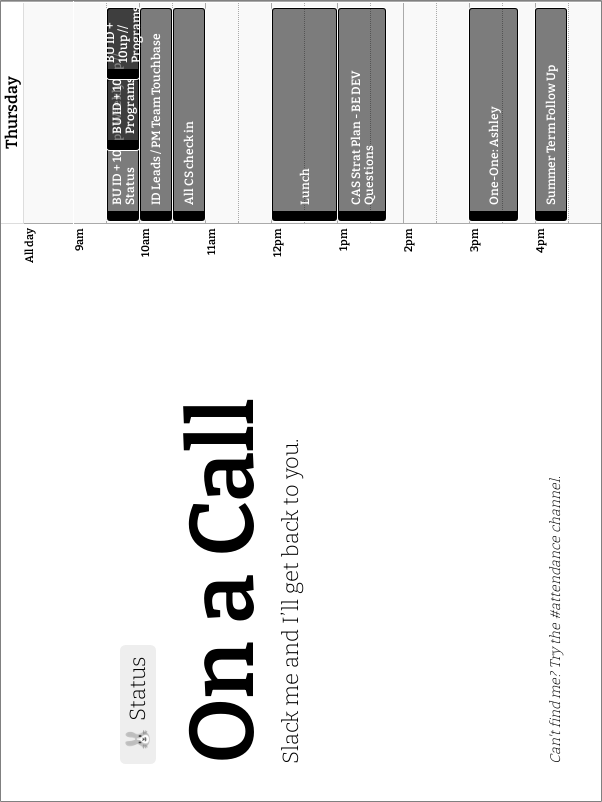 Status
On a Call
Slack me and I'll get back to you.
Can't find me? Try the #attendance channel.
Thursday
All day
9am
10am
11am
12pm
1pm
2pm
3pm
4pm
BU ID + 10
Status
BU ID + 10
Programs
BU ID +
10up //
Programs
ID Leads / PM Team Touchbase
All CS check in
Lunch
CAS Strat Plan - BE DEV
Questions
One-One: Ashley
Summer Term Follow Up